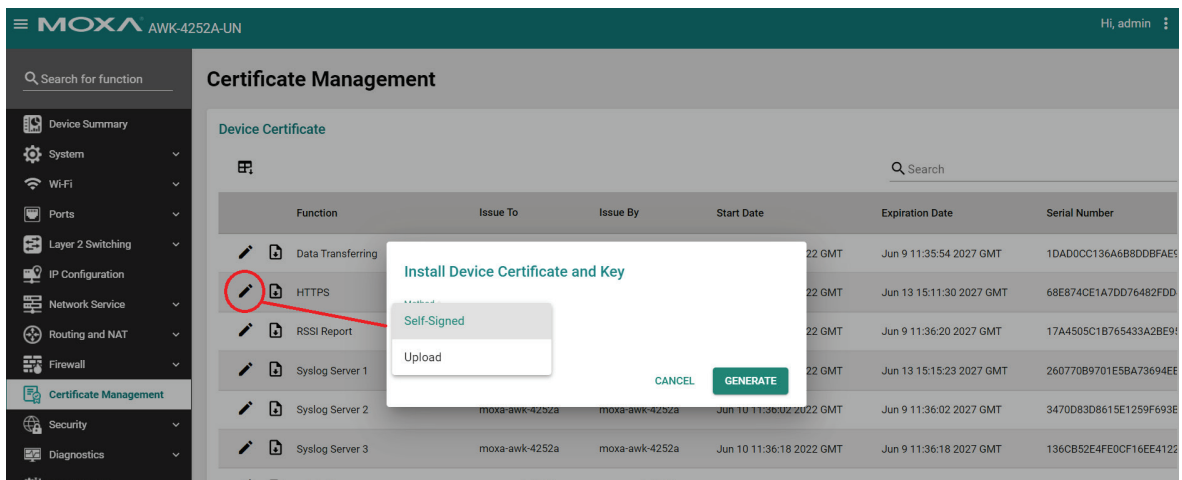 MOXA AWK-4252A-UN
Hi, admin
Search for function
Certificate Management
Device Summary
System
Wi-Fi
Ports
Layer 2 Switching
IP Configuration
Network Service
Routing and NAT
Firewall
Certificate Management
Security
Diagnostics
Device Certificate
Search
Function Issue To Issue By Start Date Expiration Date Serial Number
Data Transferring 22 GMT Jun 9 11:35:54 2027 GMT 1DAD0CC136A6B8DDBFAE9
HTTPS 22 GMT Jun 13 15:11:30 2027 GMT 68E874CE1A7DD76482FDD
RSSI Report 22 GMT Jun 9 11:36:20 2027 GMT
Syslog Server 1 22 GMT Jun 13 15:15:23 2027 GMT 260770B9701E5BA73694EE
Syslog Server 2 moxa-awk-4252a moxa-awk-4252a Jun 10 11:36:02 2022 GMT Jun 9 11:36:02 2027 GMT 3470D83D8615E1259F693E
Syslog Server 3 moxa-awk-4252a moxa-awk-4252a Jun 10 11:36:18 2022 GMT Jun 9 11:36:18 2027 GMT 136CB52E4FE0CF16EE4122
Install Device Certificate and Key
Method
Self-Signed
Upload
CANCEL GENERATE